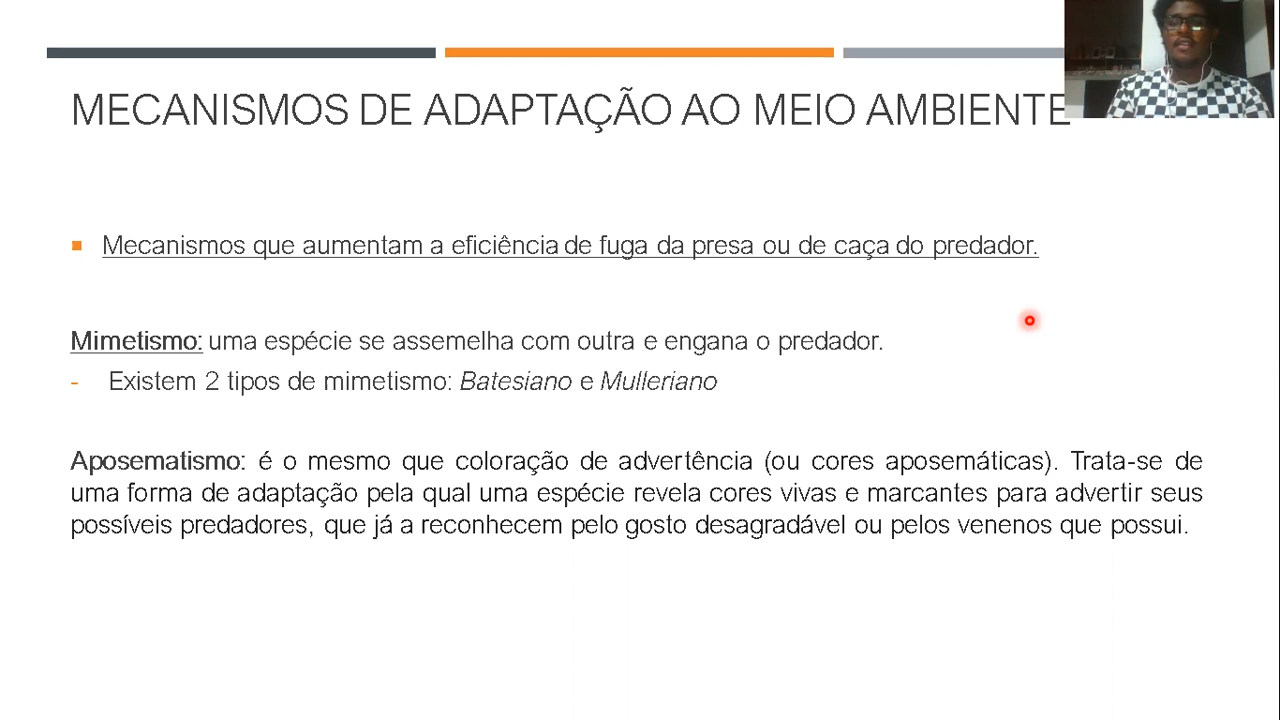 MECANISMOS DE ADAPTAÇÃO AO MEIO AMBIENTE
Mecanismos que aumentam a eficiência de fuga da presa ou de caça do predador.
Mimetismo: uma espécie se assemelha com outra e engana o predador.
- Existem 2 tipos de mimetismo: Batesiano e Mulleriano
Aposematismo: é o mesmo que coloração de advertência (ou cores aposemáticas). Trata-se de
uma forma de adaptação pela qual uma espécie revela cores vivas e marcantes para advertir seus
possíveis predadores, que já a reconhecem pelo gosto desagradável ou pelos venenos que possui.